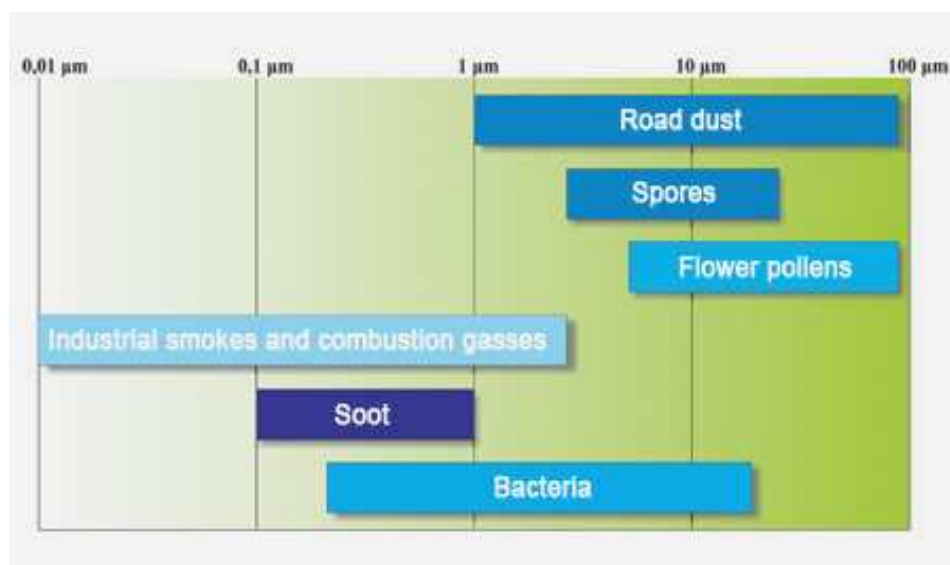 0,01 µm 0,1 µm 1 µm 10 µm 100 µm
Road dust
Spores
Flower pollens
Industrial smokes and combustion gasses
Soot
Bacteria